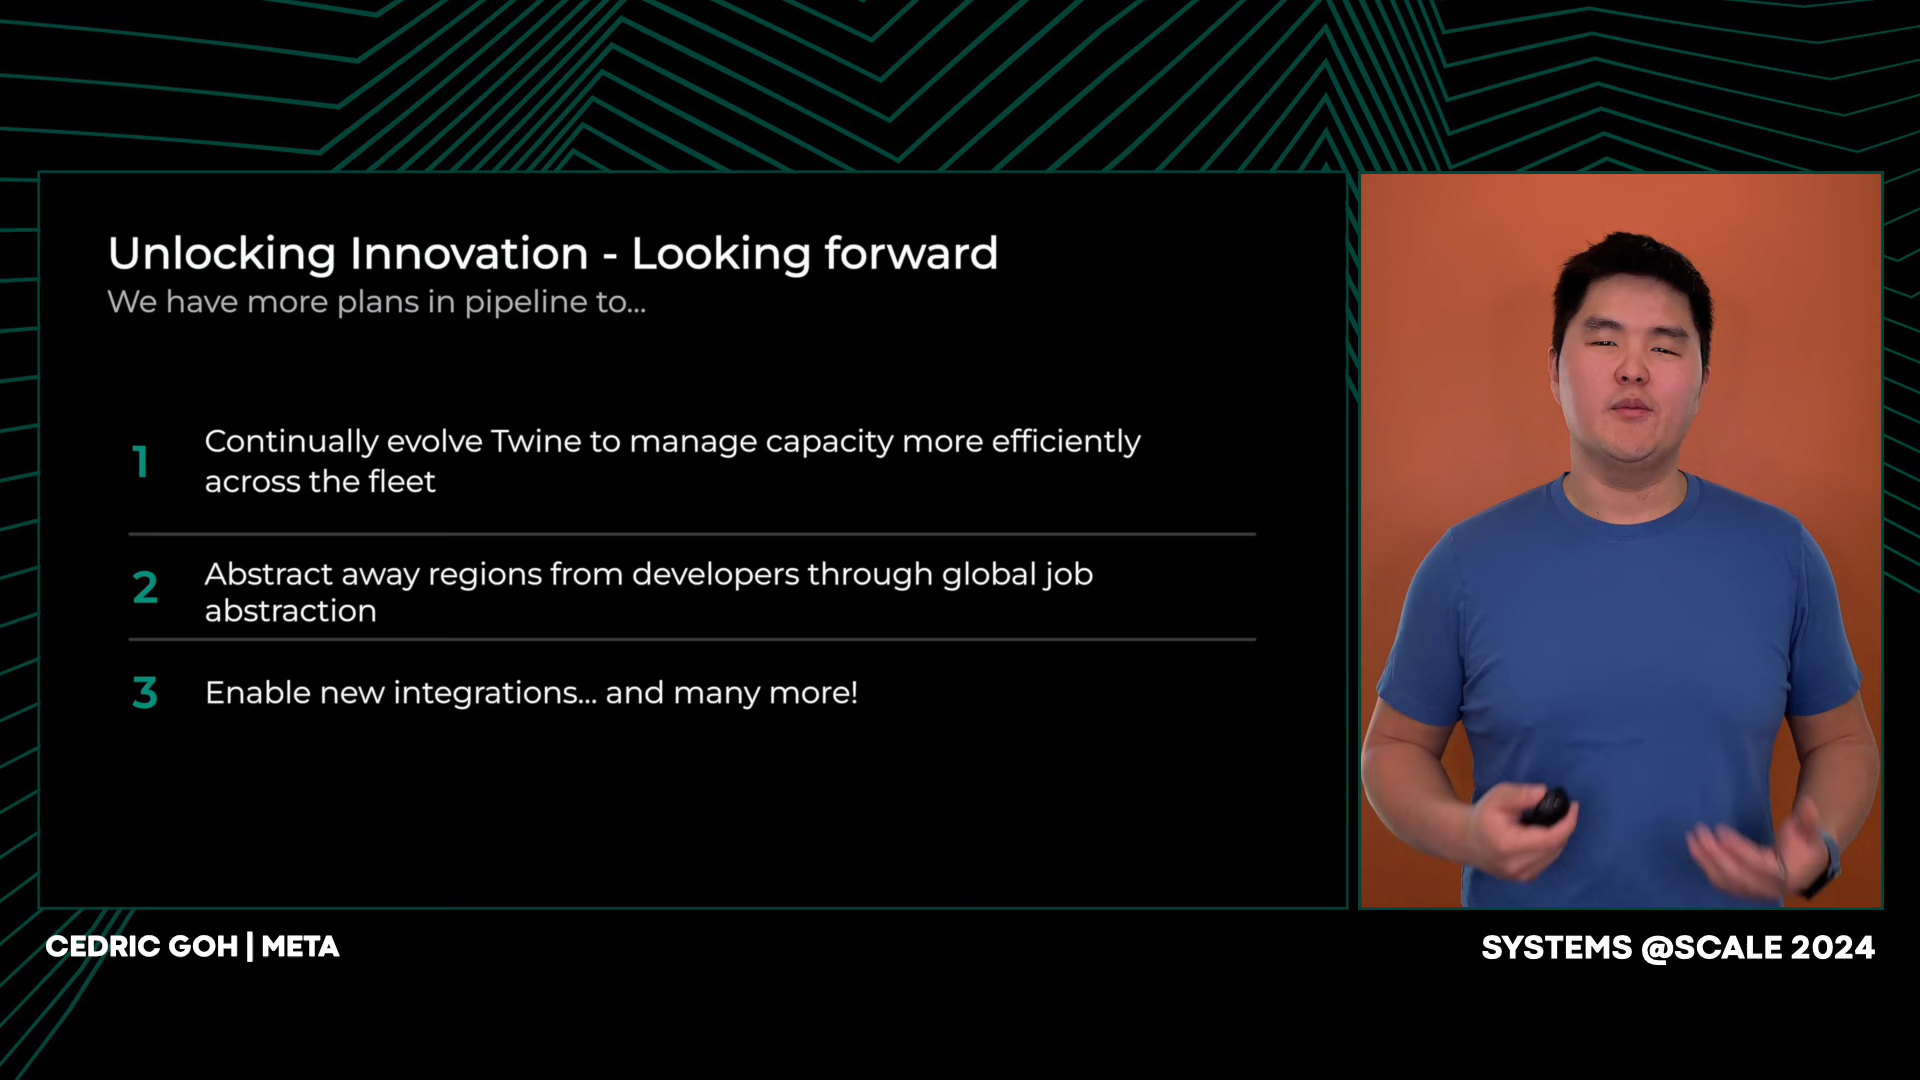 Unlocking Innovation - Looking forward
We have more plans in pipeline to...
1
Continually evolve Twine to manage capacity more efficiently
across the fleet
2
Abstract away regions from developers through global job
abstraction
3
Enable new integrations... and many more!
CEDRIC GOH | META
SYSTEMS @SCALE 2024